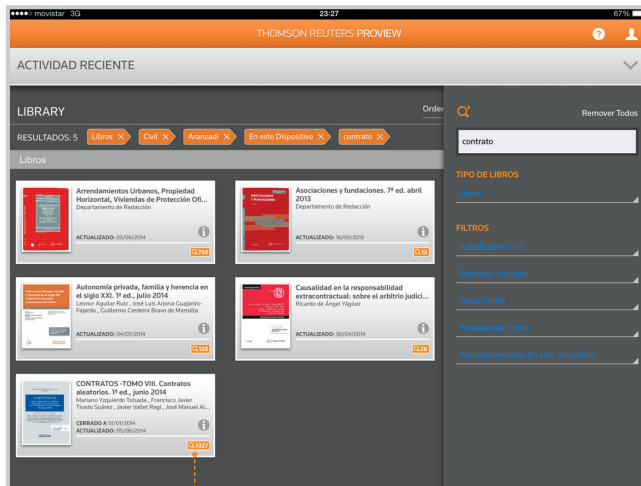 movistar 3G 23:27 67%
THOMSON REUTERS PROVIEW
ACTIVIDAD RECIENTE
LIBRARY Orden
RESULTADOS: 5 Libros Civil Aranzadi En este Dispositivo contrato
Libros
Arrendamientos Urbanos, Propiedad
Horizontal, Viviendas de Protección Ofi...
Departamento de Redacción
ACTUALIZADO: 03/06/2014
738
Asociaciones y fundaciones. 7ª ed. abril
2013
Departamento de Redacción
ACTUALIZADO: 16/09/2013
12
Autonomía privada, familia y herencia en
el siglo XXI. 1ª ed., julio 2014
Leonor Aguilar Ruiz , José Luis Arjona Guajardo-
Fajardo , Guillermo Cerdeira Bravo de Mansilla
ACTUALIZADO: 04/07/2014
128
Causalidad en la responsabilidad
extracontractual: sobre el arbitrio judici...
Ricardo de Ángel Yágüez
ACTUALIZADO: 30/04/2014
28
CONTRATOS -TOMO VIII. Contratos
aleatorios. 1ª ed., junio 2014
Mariano Yzquierdo Tolsada , Francisco Javier
Tirado Suárez , Javier Vallet Regí , José Manuel Al...
CERRADO A 01/01/2014
ACTUALIZADO: 05/06/2014
3327
Remover Todos
contrato
TIPO DE LIBROS
Libros
FILTROS
Jurisdicción: Civil
Editorial: Aranzadi
Tema: Todos
Pertenencia: Todos
Almacenamiento: En este Dispositivo